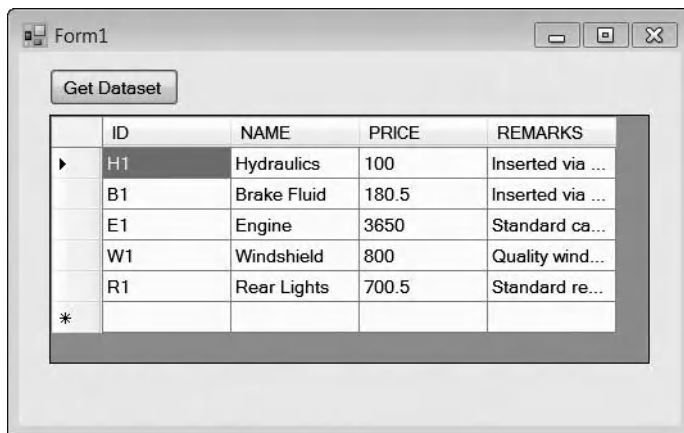 Form1
Get Dataset
ID NAME PRICE REMARKS
H1 Hydraulics 100 Inserted via ...
B1 Brake Fluid 180.5 Inserted via ...
E1 Engine 3650 Standard ca...
W1 Windshield 800 Quality wind...
R1 Rear Lights 700.5 Standard re...